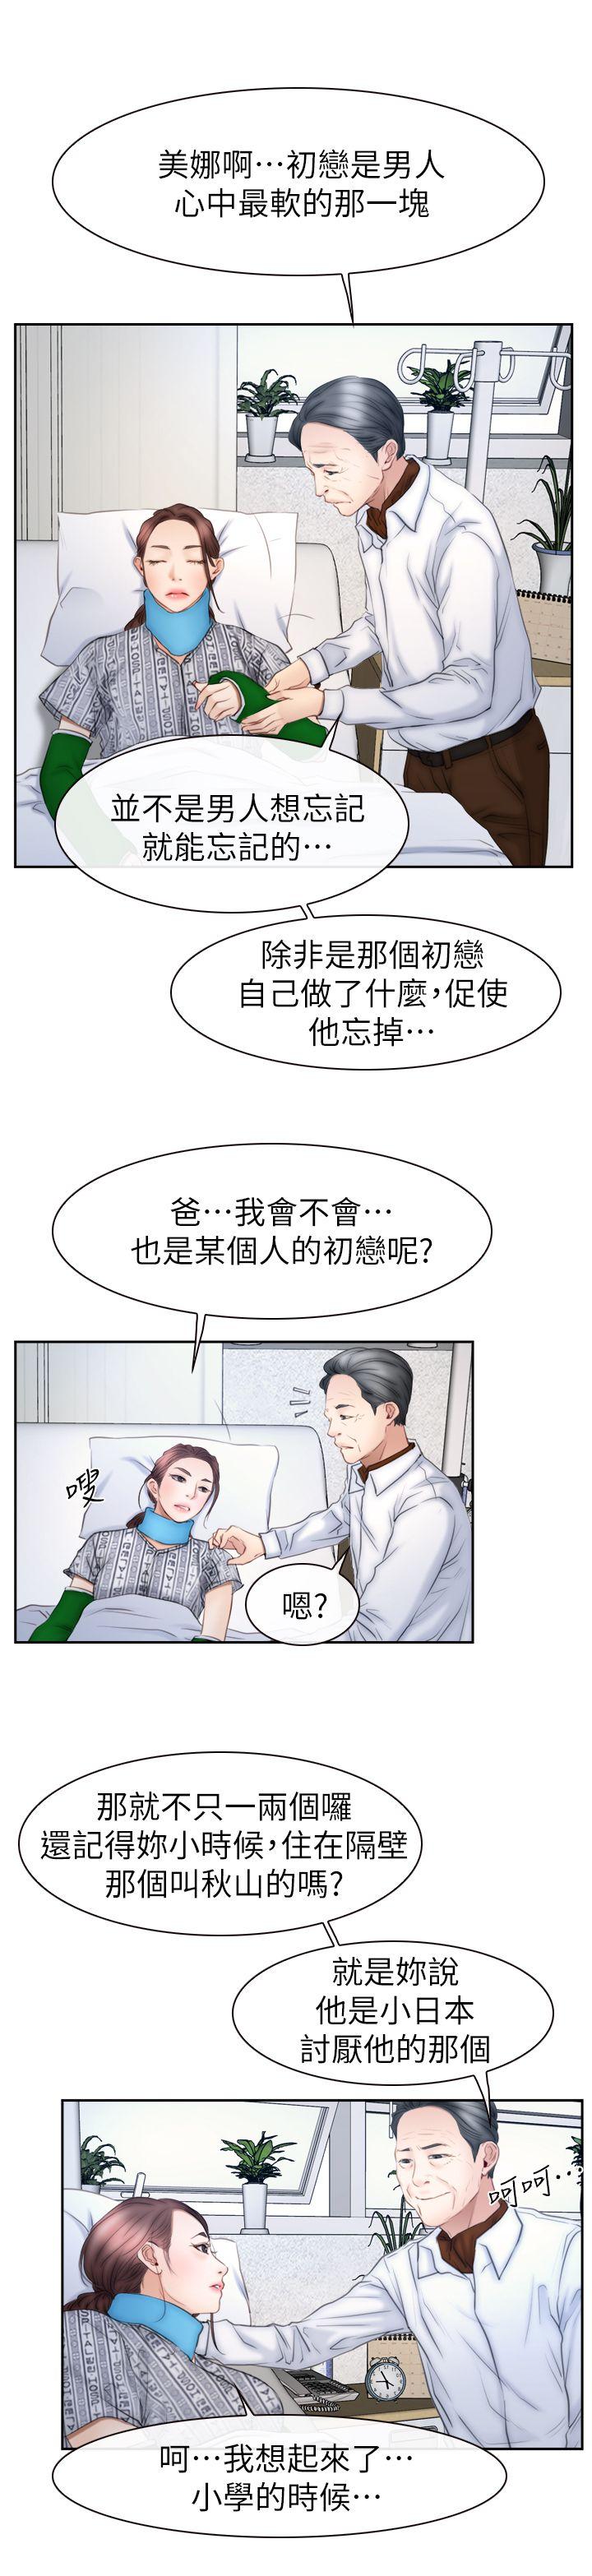 美娜啊…初戀是男人
心中最軟的那一塊
並不是男人想忘記
就能忘記的…
除非是那個初戀
自己做了什麼,促使
他忘掉…
爸…我會不會…
也是某個人的初戀呢?
嗖
嗯?
那就不只一兩個囉
還記得妳小時候,住在隔壁
那個叫秋山的嗎?
就是妳說
他是小日本
討厭他的那個
呵呵…
呵…我想起來了…
小學的時候…